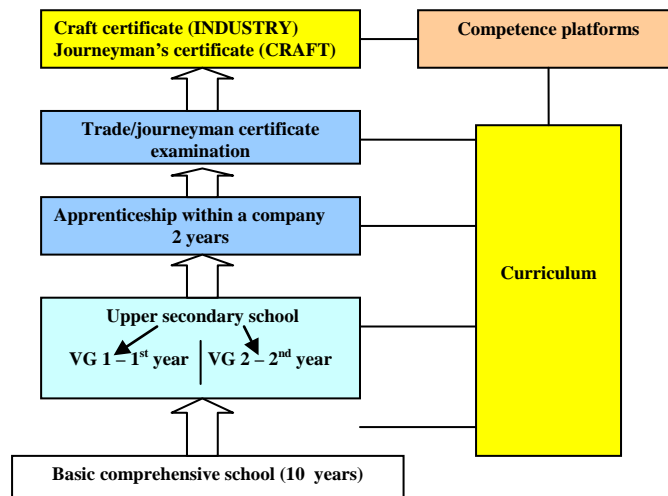 Craft certificate (INDUSTRY)
Journeyman's certificate (CRAFT)
Competence platforms
Trade/journeyman certificate
examination
Apprenticeship within a company
2 years
Curriculum
Upper secondary school
VG 1 – 1st year
VG 2 – 2nd year
Basic comprehensive school (10 years)